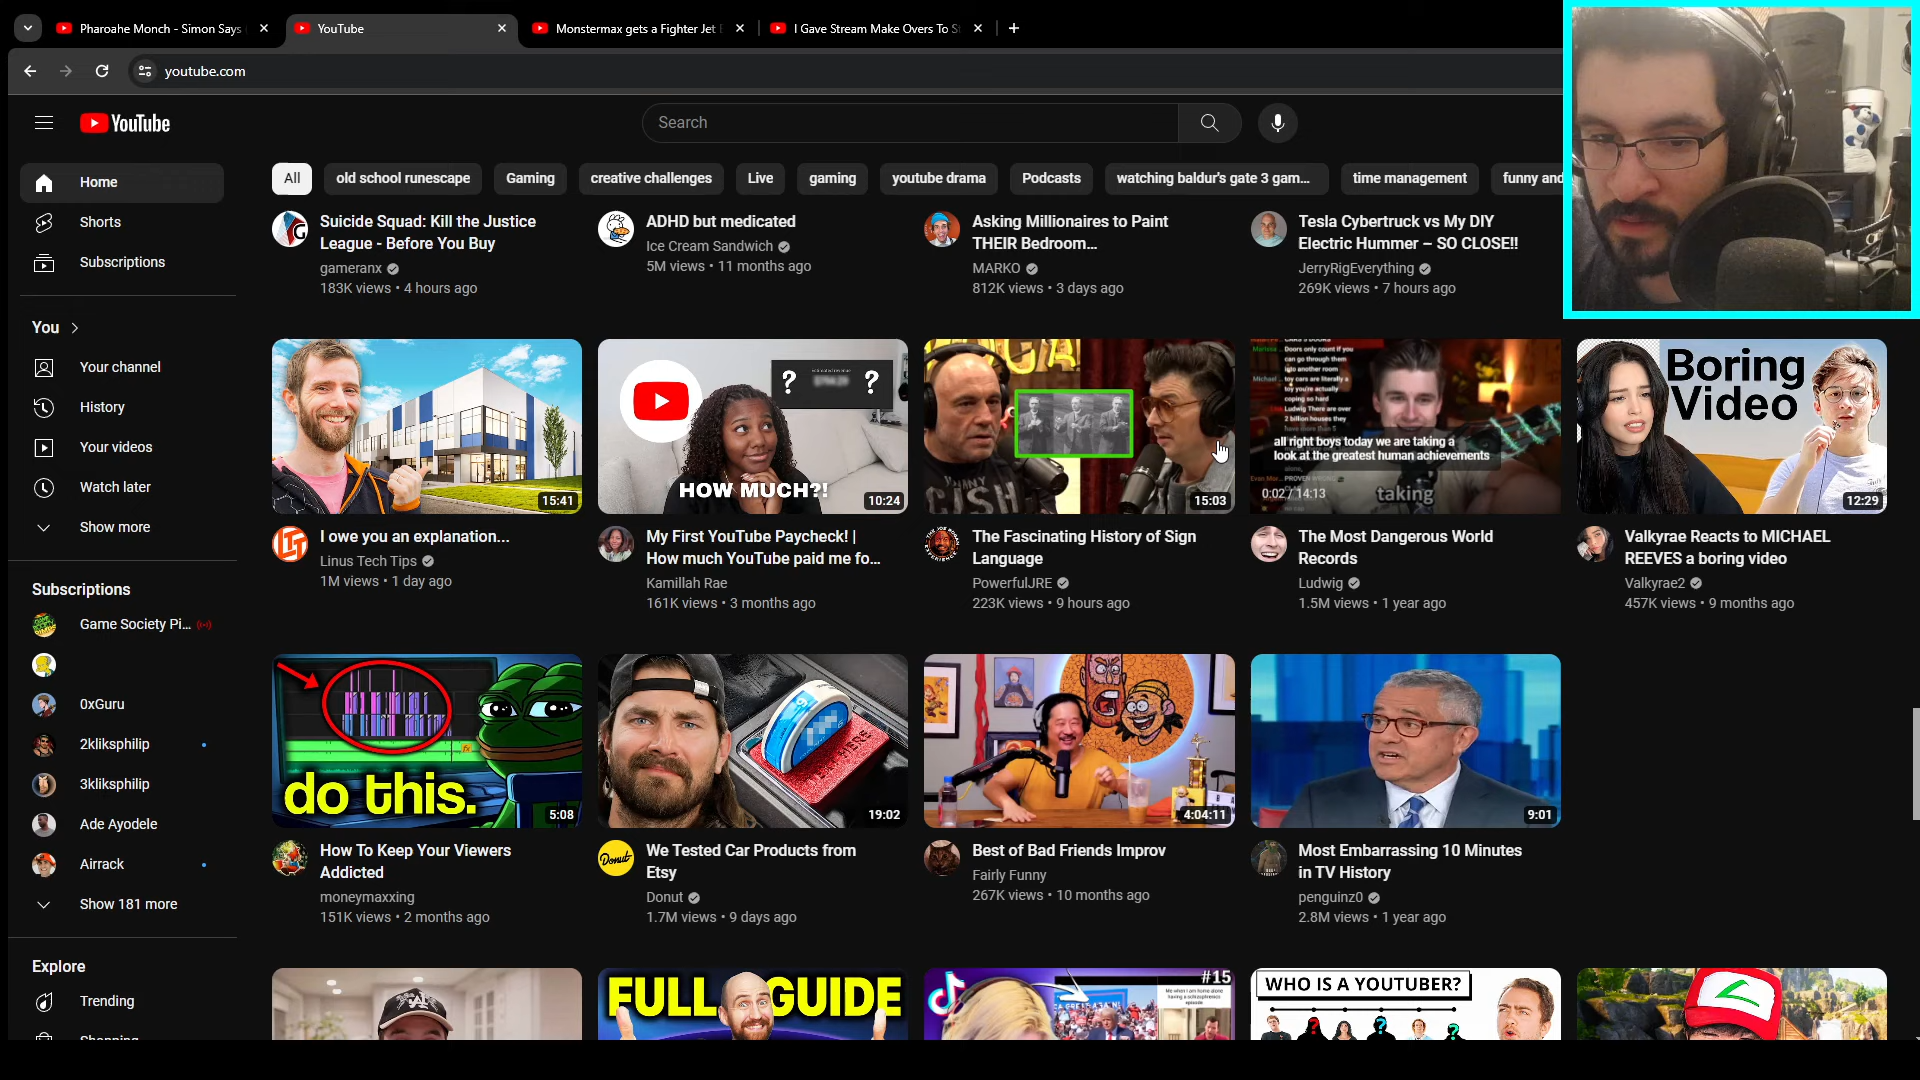 Pharoahe Monch - Simon Says
YouTube
Monstermax gets a Fighter Jet
I Gave Stream Make Overs To
youtube.com
YouTube
Search
Home
Shorts
Subscriptions
You
Your channel
History
Your videos
Watch later
Show more
Subscriptions
Game Society Pi...
0xGuru
2kliksphilip
3kliksphilip
Ade Ayodele
Airrack
Show 181 more
Explore
Trending
Shopping
All
old school runescape
Gaming
creative challenges
Live
gaming
youtube drama
Podcasts
watching baldur's gate 3 gam...
time management
funny and
Suicide Squad: Kill the Justice
League - Before You Buy
gameranx
183K views • 4 hours ago
ADHD but medicated
Ice Cream Sandwich
5M views • 11 months ago
Asking Millionaires to Paint
THEIR Bedroom...
MARKO
812K views • 3 days ago
Tesla Cybertruck vs My DIY
Electric Hummer – SO CLOSE!!
JerryRigEverything
269K views • 7 hours ago
15:41
I owe you an explanation...
Linus Tech Tips
1M views • 1 day ago
? ?
HOW MUCH?!
10:24
My First YouTube Paycheck! |
How much YouTube paid me fo...
Kamillah Rae
161K views • 3 months ago
15:03
The Fascinating History of Sign
Language
PowerfulJRE
223K views • 9 hours ago
Doors only count if you
can go through them
into another room
toy cars are literally a
toy you're actually
coping so hard
Ludwig There are over
2 billion houses they
all right boys today we are taking a
look at the greatest human achievements
0:02 / 14:13
taking
The Most Dangerous World
Records
Ludwig
1.5M views • 1 year ago
Boring
Video
12:29
Valkyrae Reacts to MICHAEL
REEVES a boring video
Valkyrae2
457K views • 9 months ago
do this.
5:08
How To Keep Your Viewers
Addicted
moneymaxxing
151K views • 2 months ago
19:02
We Tested Car Products from
Etsy
Donut
1.7M views • 9 days ago
4:04:11
Best of Bad Friends Improv
Fairly Funny
267K views • 10 months ago
9:01
Most Embarrassing 10 Minutes
in TV History
penguinz0
2.8M views • 1 year ago
FULL GUIDE
#15
WHO IS A YOUTUBER?